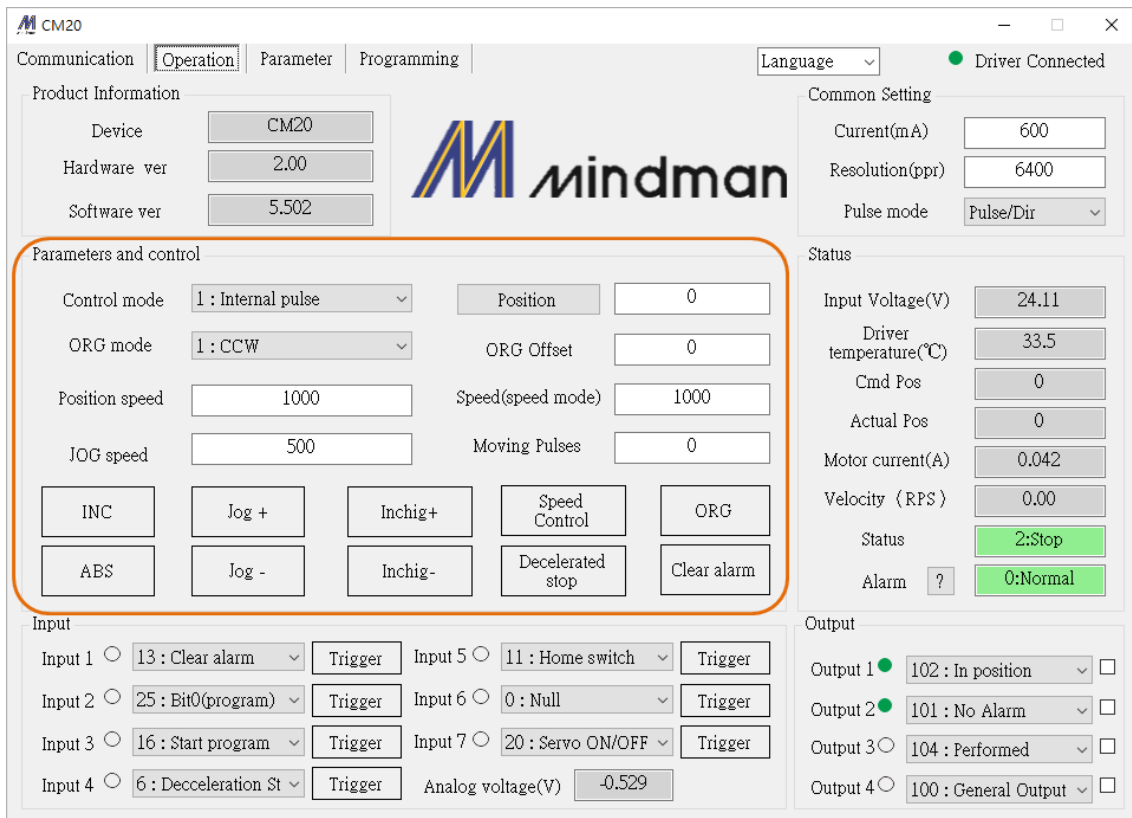 CM20
Communication Operation Parameter Programming Language Driver Connected
Product Information
Device CM20
Hardware ver 2.00
Software ver 5.502
mindman
Common Setting
Current(mA) 600
Resolution(ppr) 6400
Pulse mode Pulse/Dir
Parameters and control
Control mode 1 : Internal pulse Position 0
ORG mode 1 : CCW ORG Offset 0
Position speed 1000 Speed(speed mode) 1000
JOG speed 500 Moving Pulses 0
INC Jog + Inchig+ Speed Control ORG
ABS Jog - Inchig- Decelerated stop Clear alarm
Status
Input Voltage(V) 24.11
Driver temperature(℃) 33.5
Cmd Pos 0
Actual Pos 0
Motor current(A) 0.042
Velocity （RPS） 0.00
Status 2:Stop
Alarm ? 0:Normal
Input
Input 1 13 : Clear alarm Trigger Input 5 11 : Home switch Trigger
Input 2 25 : Bit0(program) Trigger Input 6 0 : Null Trigger
Input 3 16 : Start program Trigger Input 7 20 : Servo ON/OFF Trigger
Input 4 6 : Decceleration St Trigger Analog voltage(V) -0.529
Output
Output 1 102 : In position
Output 2 101 : No Alarm
Output 3 104 : Performed
Output 4 100 : General Output